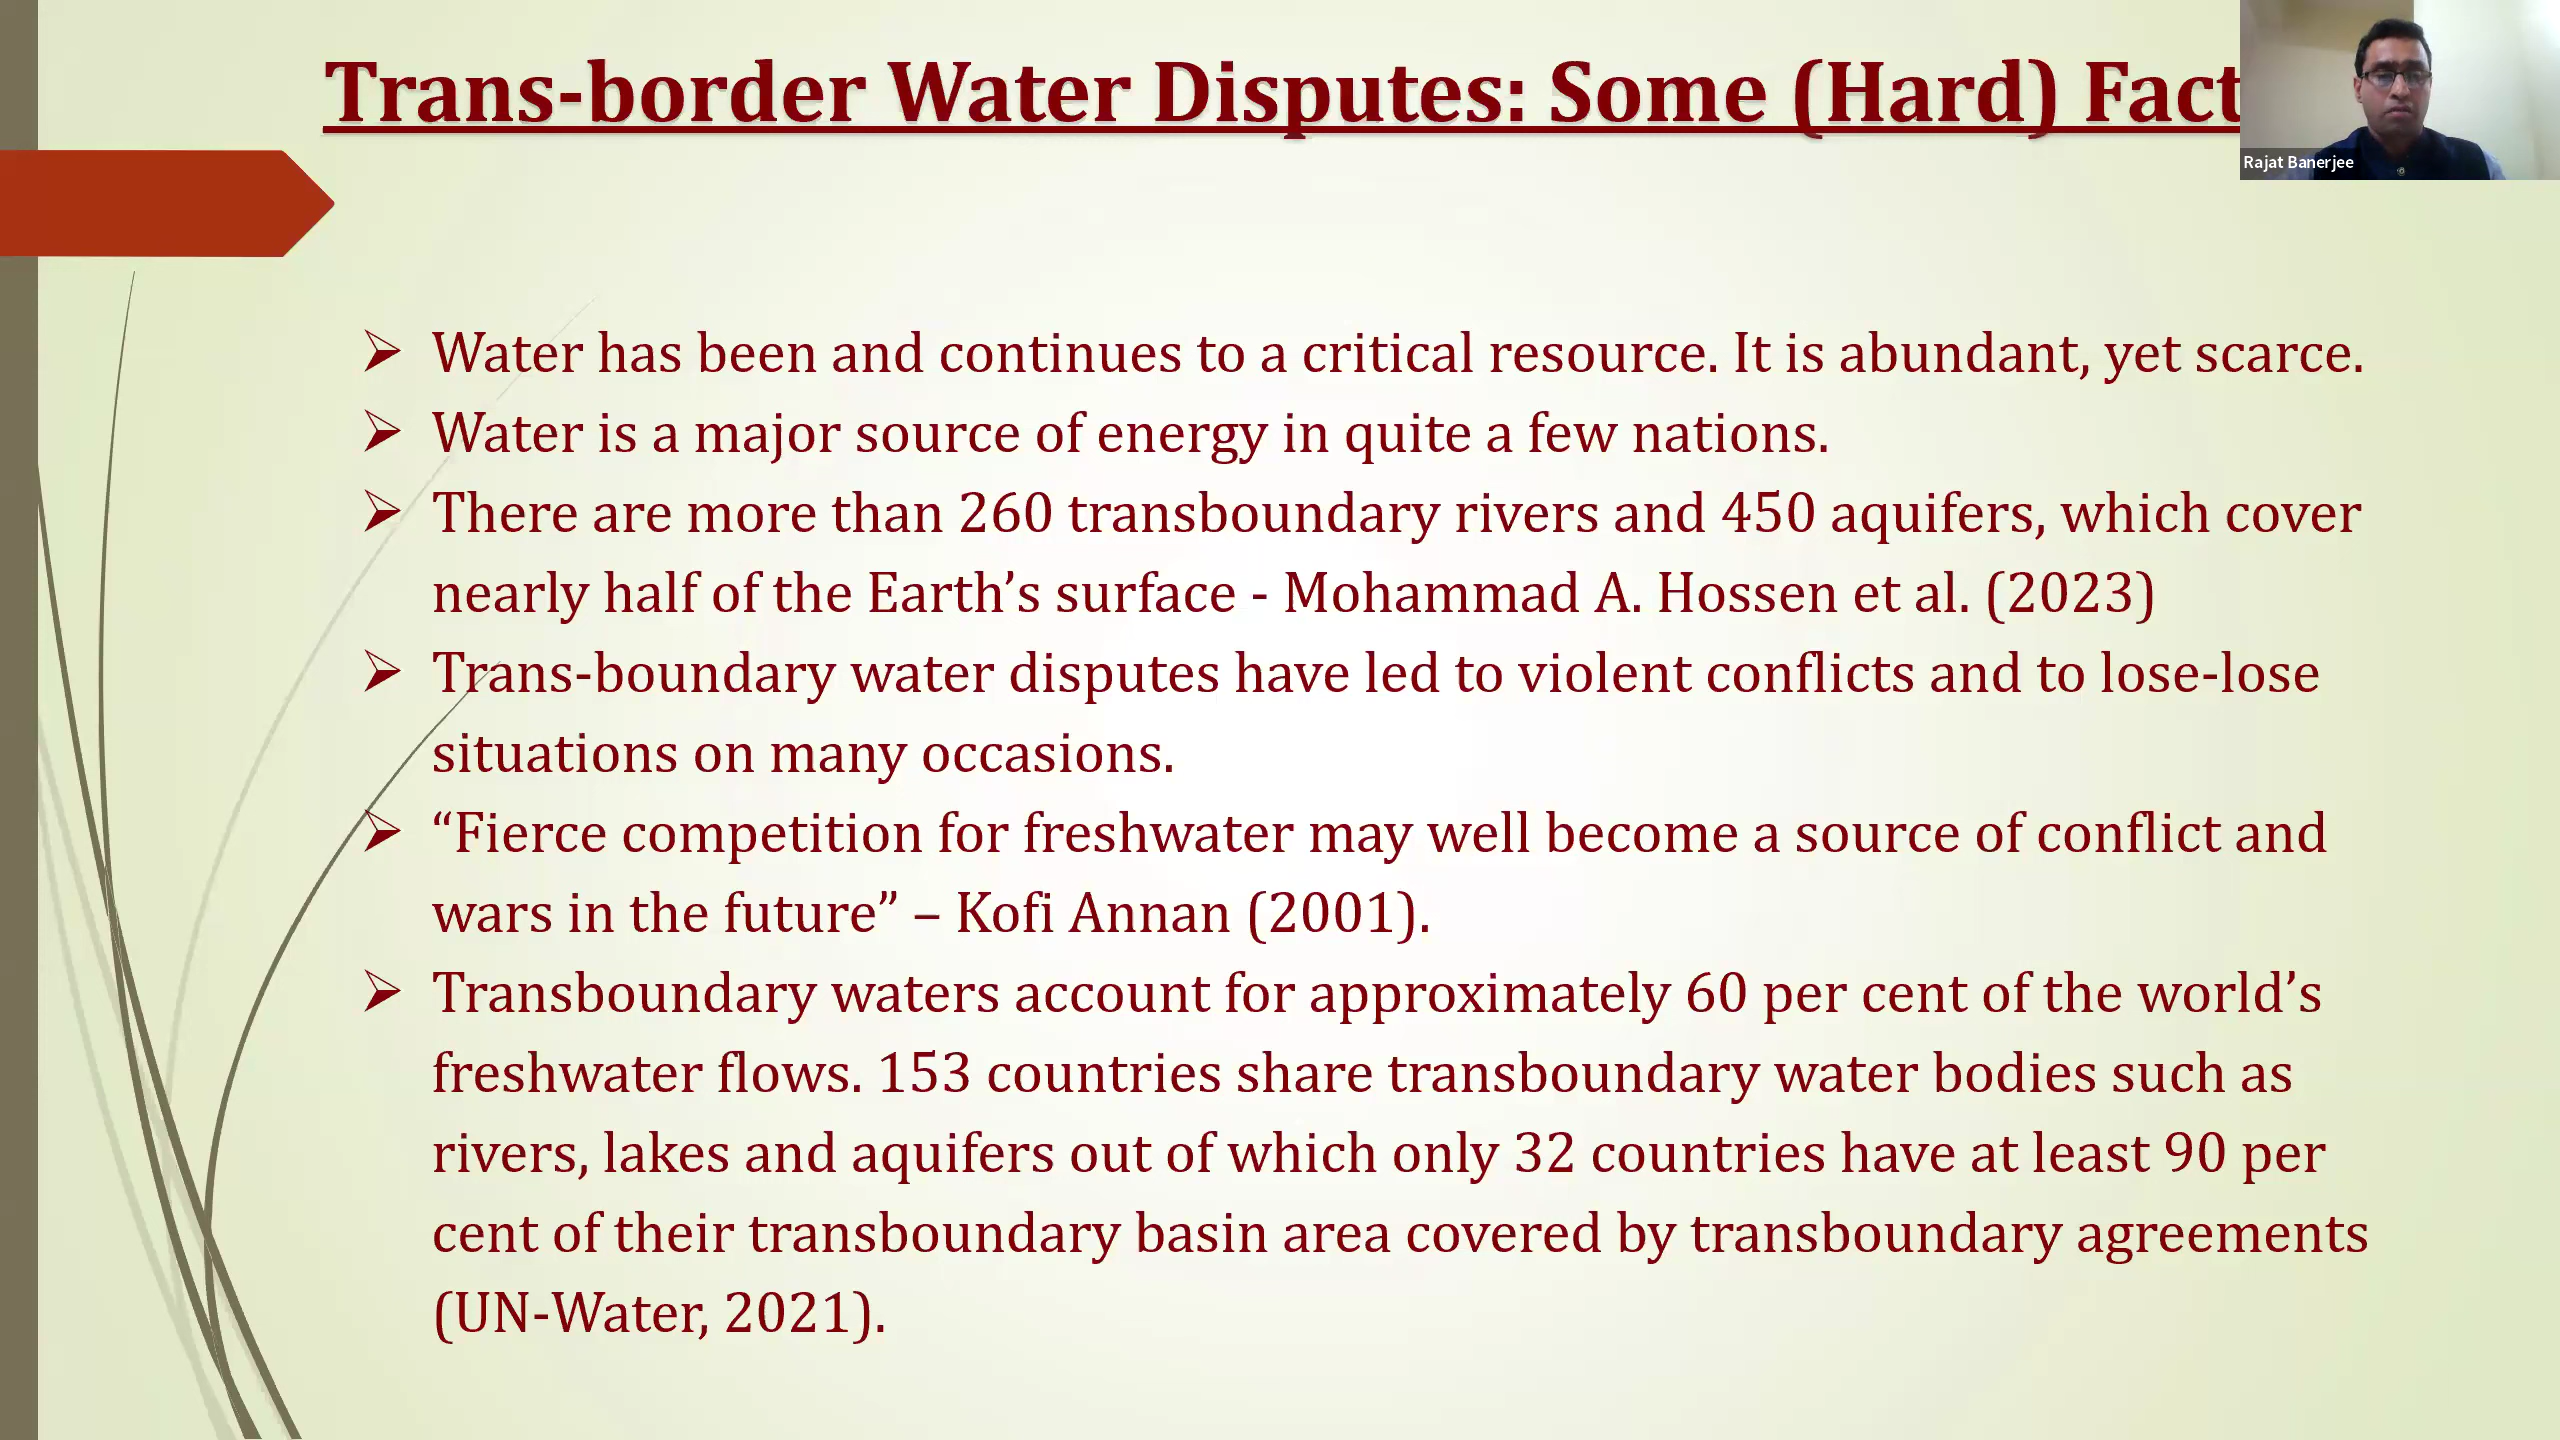 Trans-border Water Disputes: Some (Hard) Fact
Rajat Banerjee
➢ Water has been and continues to a critical resource. It is abundant, yet scarce.
➢ Water is a major source of energy in quite a few nations.
➢ There are more than 260 transboundary rivers and 450 aquifers, which cover
nearly half of the Earth’s surface - Mohammad A. Hossen et al. (2023)
➢ Trans-boundary water disputes have led to violent conflicts and to lose-lose
situations on many occasions.
➢ “Fierce competition for freshwater may well become a source of conflict and
wars in the future” – Kofi Annan (2001).
➢ Transboundary waters account for approximately 60 per cent of the world’s
freshwater flows. 153 countries share transboundary water bodies such as
rivers, lakes and aquifers out of which only 32 countries have at least 90 per
cent of their transboundary basin area covered by transboundary agreements
(UN-Water, 2021).